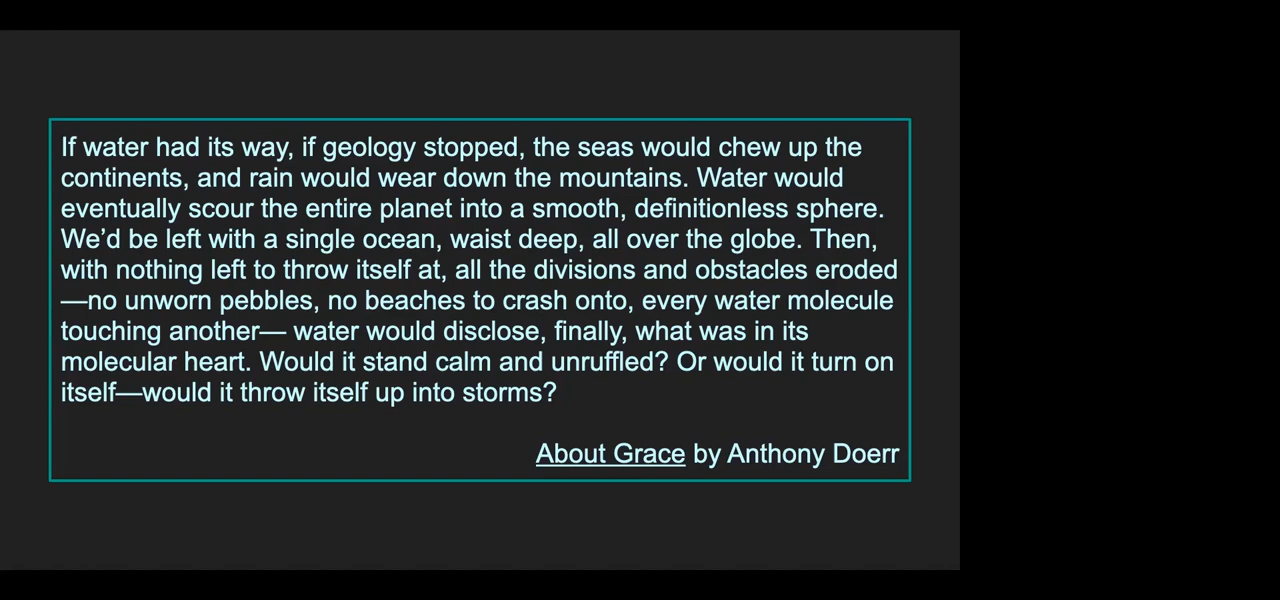 If water had its way, if geology stopped, the seas would chew up the
continents, and rain would wear down the mountains. Water would
eventually scour the entire planet into a smooth, definitionless sphere.
We’d be left with a single ocean, waist deep, all over the globe. Then,
with nothing left to throw itself at, all the divisions and obstacles eroded
—no unworn pebbles, no beaches to crash onto, every water molecule
touching another— water would disclose, finally, what was in its
molecular heart. Would it stand calm and unruffled? Or would it turn on
itself—would it throw itself up into storms?
About Grace by Anthony Doerr